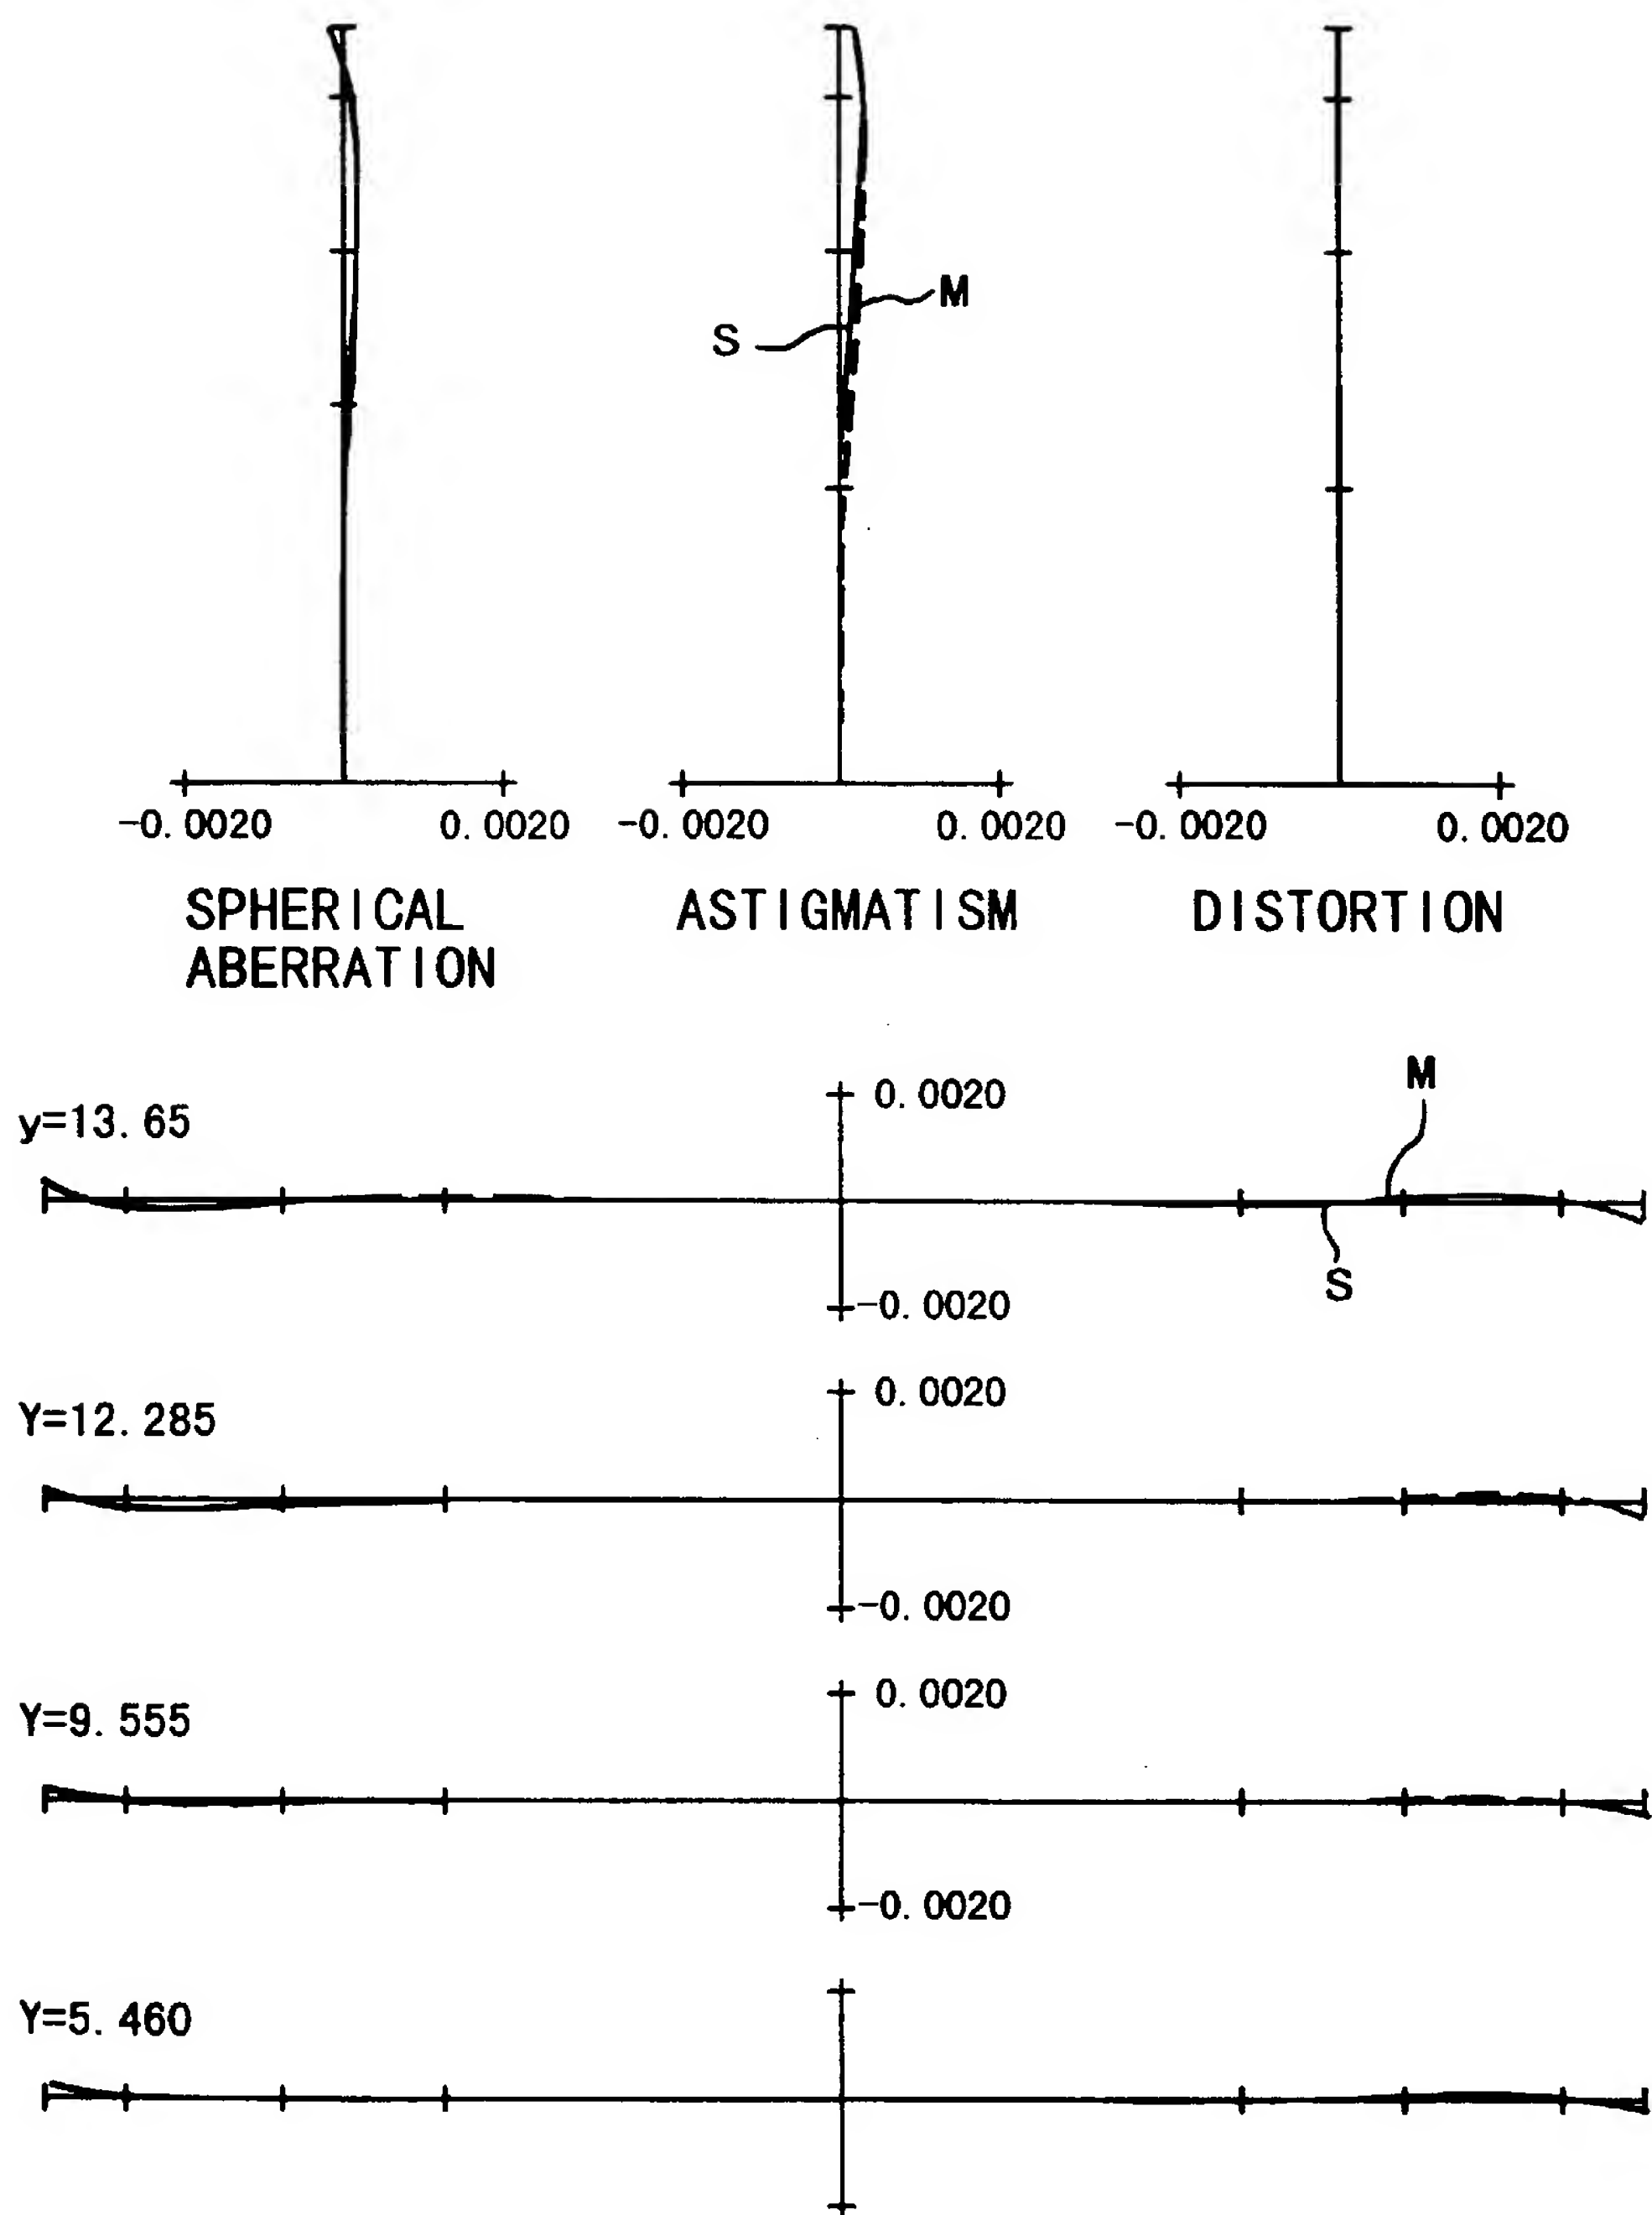 M
S
-0.0020 0.0020 -0.0020 0.0020 -0.0020 0.0020
SPHERICAL ABERRATION
ASTIGMATISM
DISTORTION
M
0.0020
y=13.65
S
-0.0020
0.0020
Y=12.285
-0.0020
0.0020
Y=9.555
-0.0020
Y=5.460